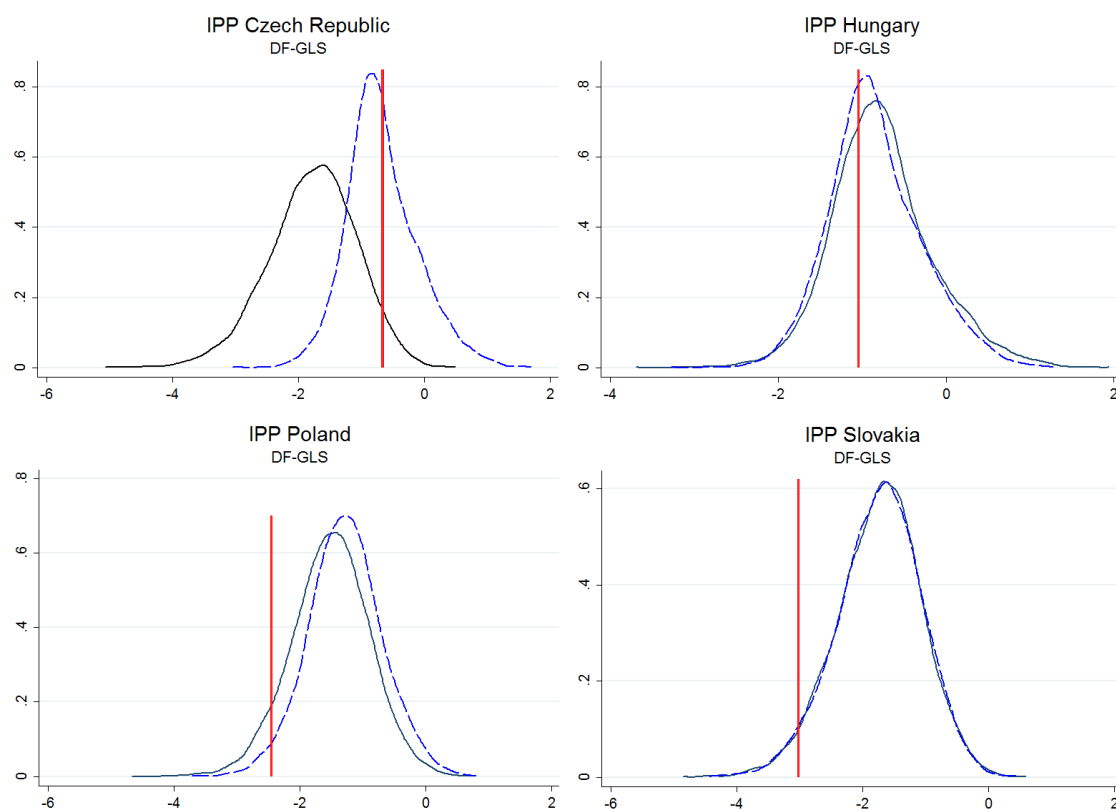 IPP Czech Republic
DF-GLS
.8
.6
.4
.2
0
-6 -4 -2 0 2
IPP Hungary
DF-GLS
.8
.6
.4
.2
0
-4 -2 0 2
IPP Poland
DF-GLS
.8
.6
.4
.2
0
-6 -4 -2 0 2
IPP Slovakia
DF-GLS
.6
.4
.2
0
-6 -4 -2 0 2